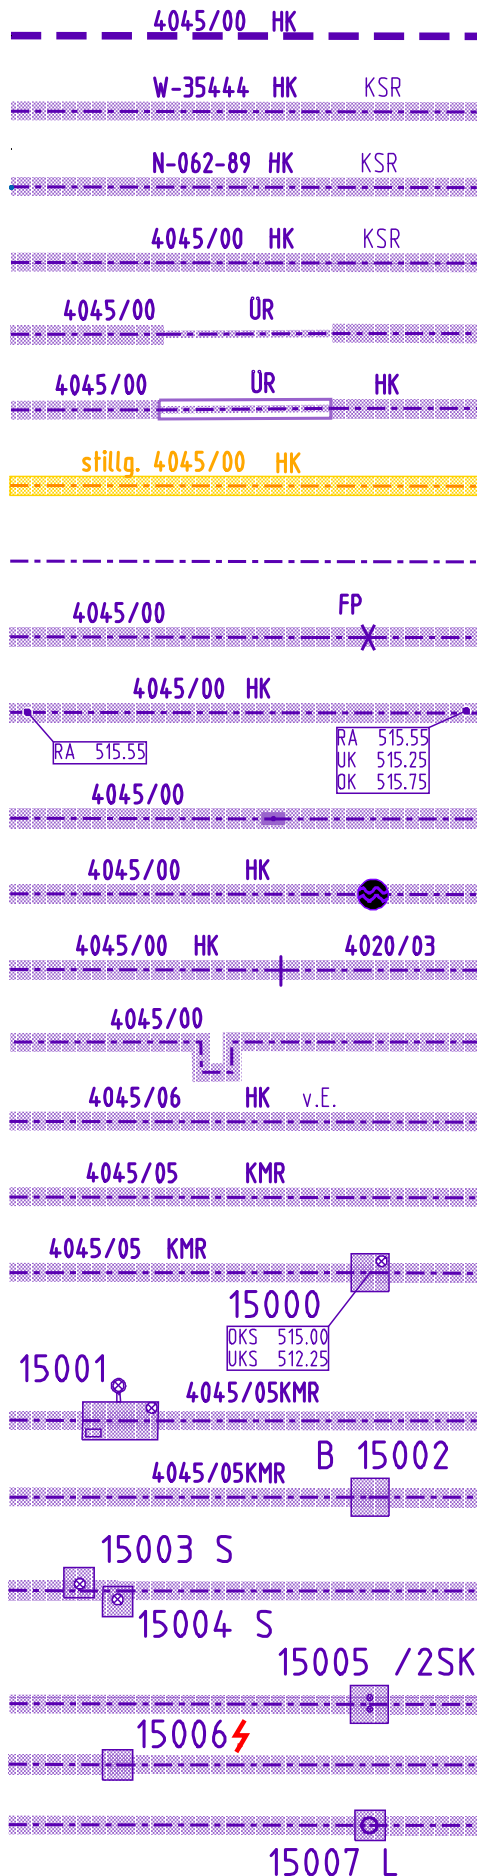 4045/00 HK
W-35444 HK KSR
N-062-89 HK KSR
4045/00 HK KSR
4045/00 ÜR
4045/00 ÜR HK
stillg. 4045/00 HK
4045/00 FP
4045/00 HK
RA 515.55
RA 515.55
UK 515.25
OK 515.75
4045/00
4045/00 HK
4045/00 HK 4020/03
4045/00
4045/06 HK v.E.
4045/05 KMR
4045/05 KMR
15000
OKS 515.00
UKS 512.25
15001
4045/05KMR
B 15002
4045/05KMR
15003 S
15004 S
15005 /2SK
15006
15007 L